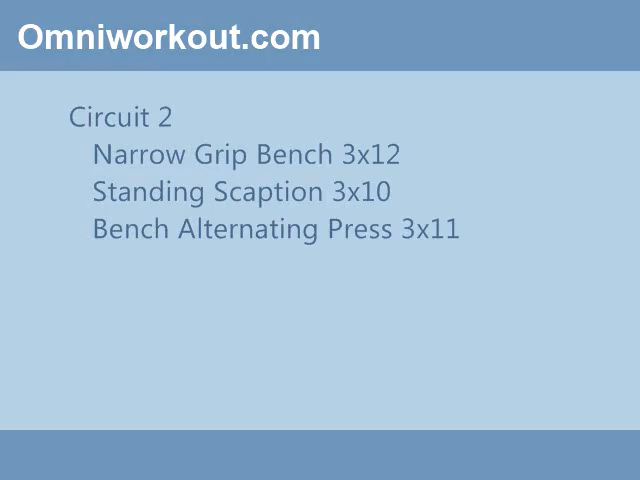 Omniworkout.com
Circuit 2
Narrow Grip Bench 3x12
Standing Scaption 3x10
Bench Alternating Press 3x11